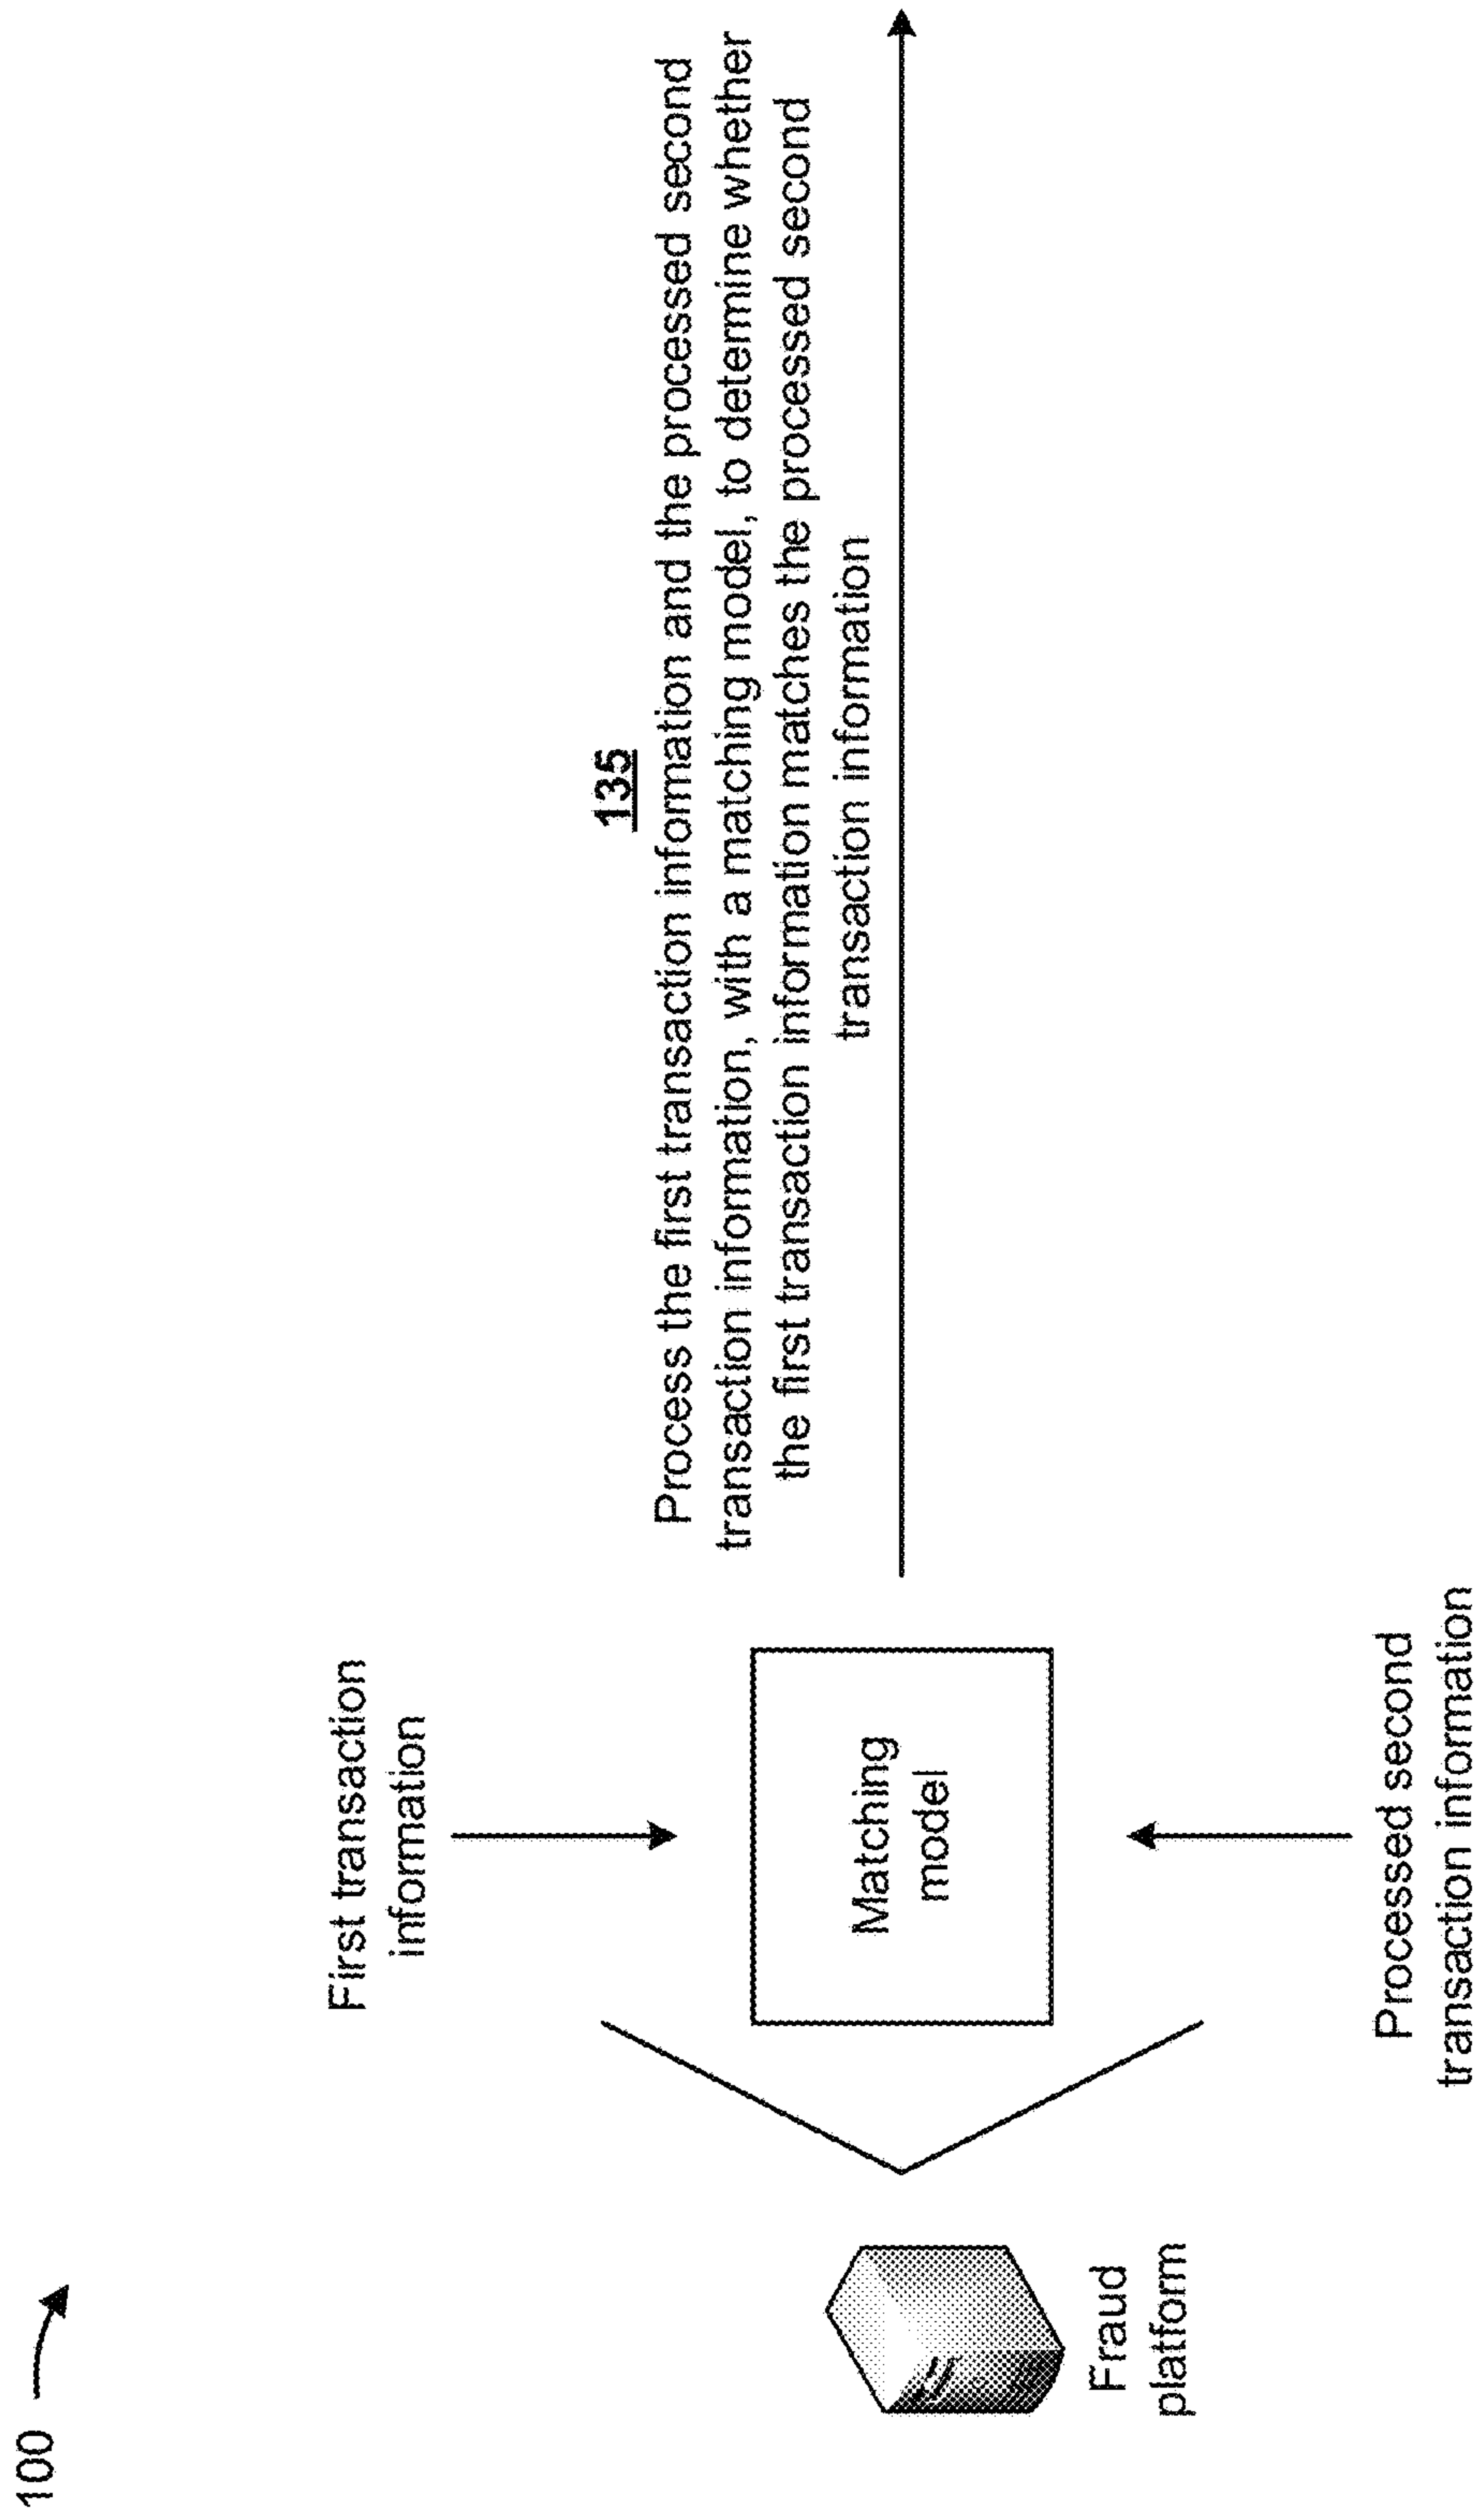 100
First transaction
information
Fraud
platform
Matching
model
Processed second
transaction information
135
Process the first transaction information and the processed second
transaction information, with a matching model, to determine whether
the first transaction information matches the processed second
transaction information